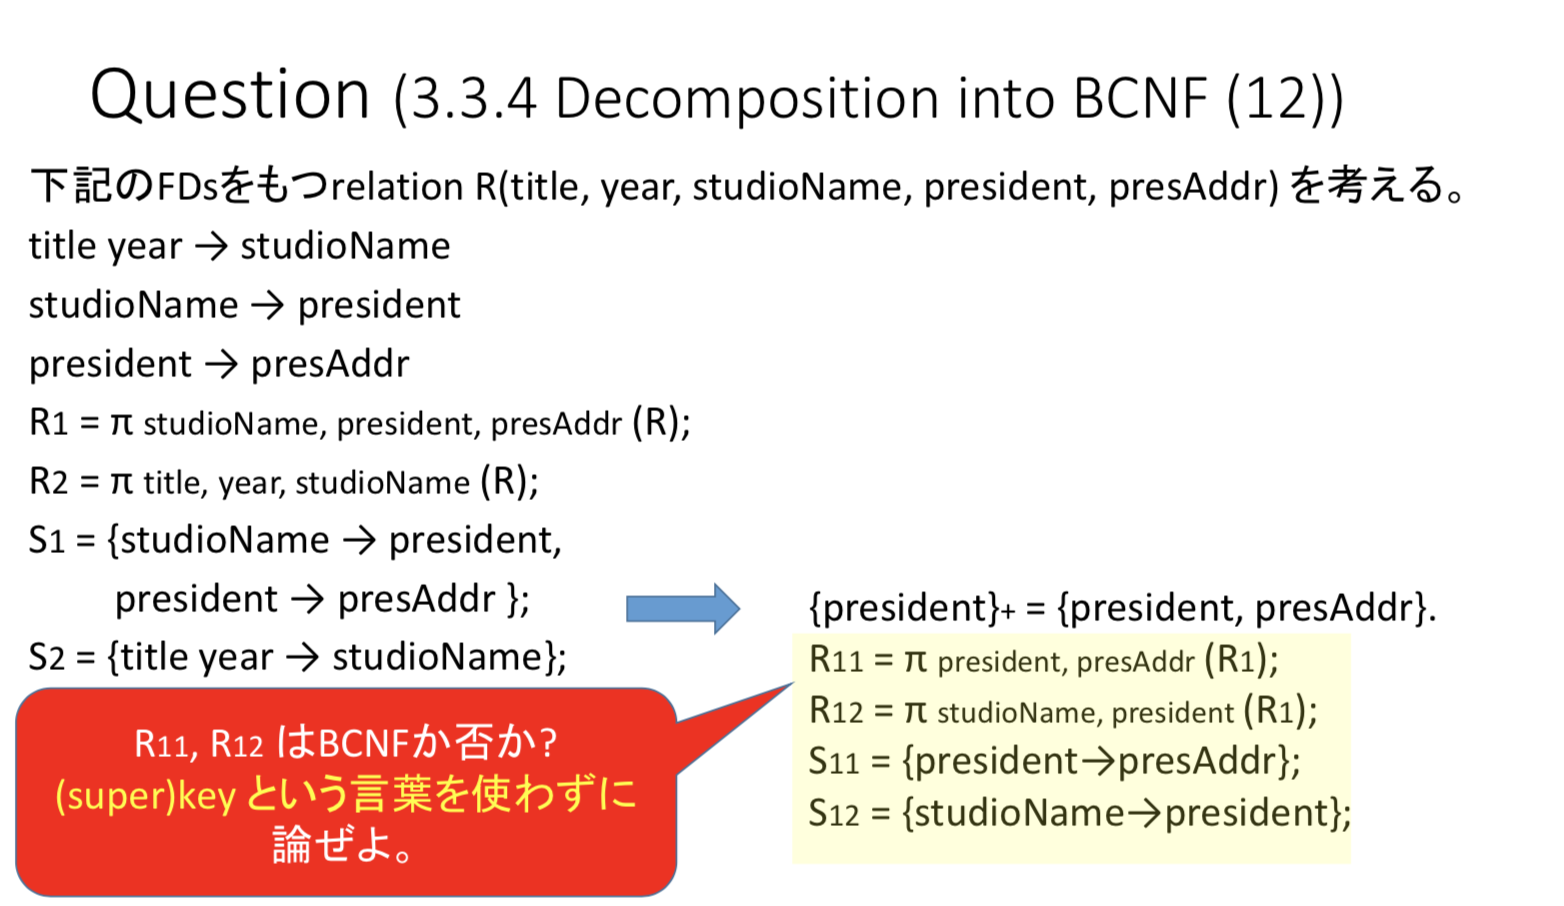 Question (3.3.4 Decomposition into BCNF (12))
下記のFDsをもつrelation R(title, year, studioName, president, presAddr) を考える。
title year → studioName
studioName → president
president → presAddr
R1 = π studioName, president, presAddr (R);
R2 = π title, year, studioName (R);
S1 = {studioName → president,
president → presAddr };
S2 = {title year → studioName};
{president}+ = {president, presAddr}.
R11 = π president, presAddr (R1);
R12 = π studioName, president (R1);
S11 = {president→presAddr};
S12 = {studioName→president};
R11, R12 はBCNFか否か?
(super)key という言葉を使わずに
論ぜよ。